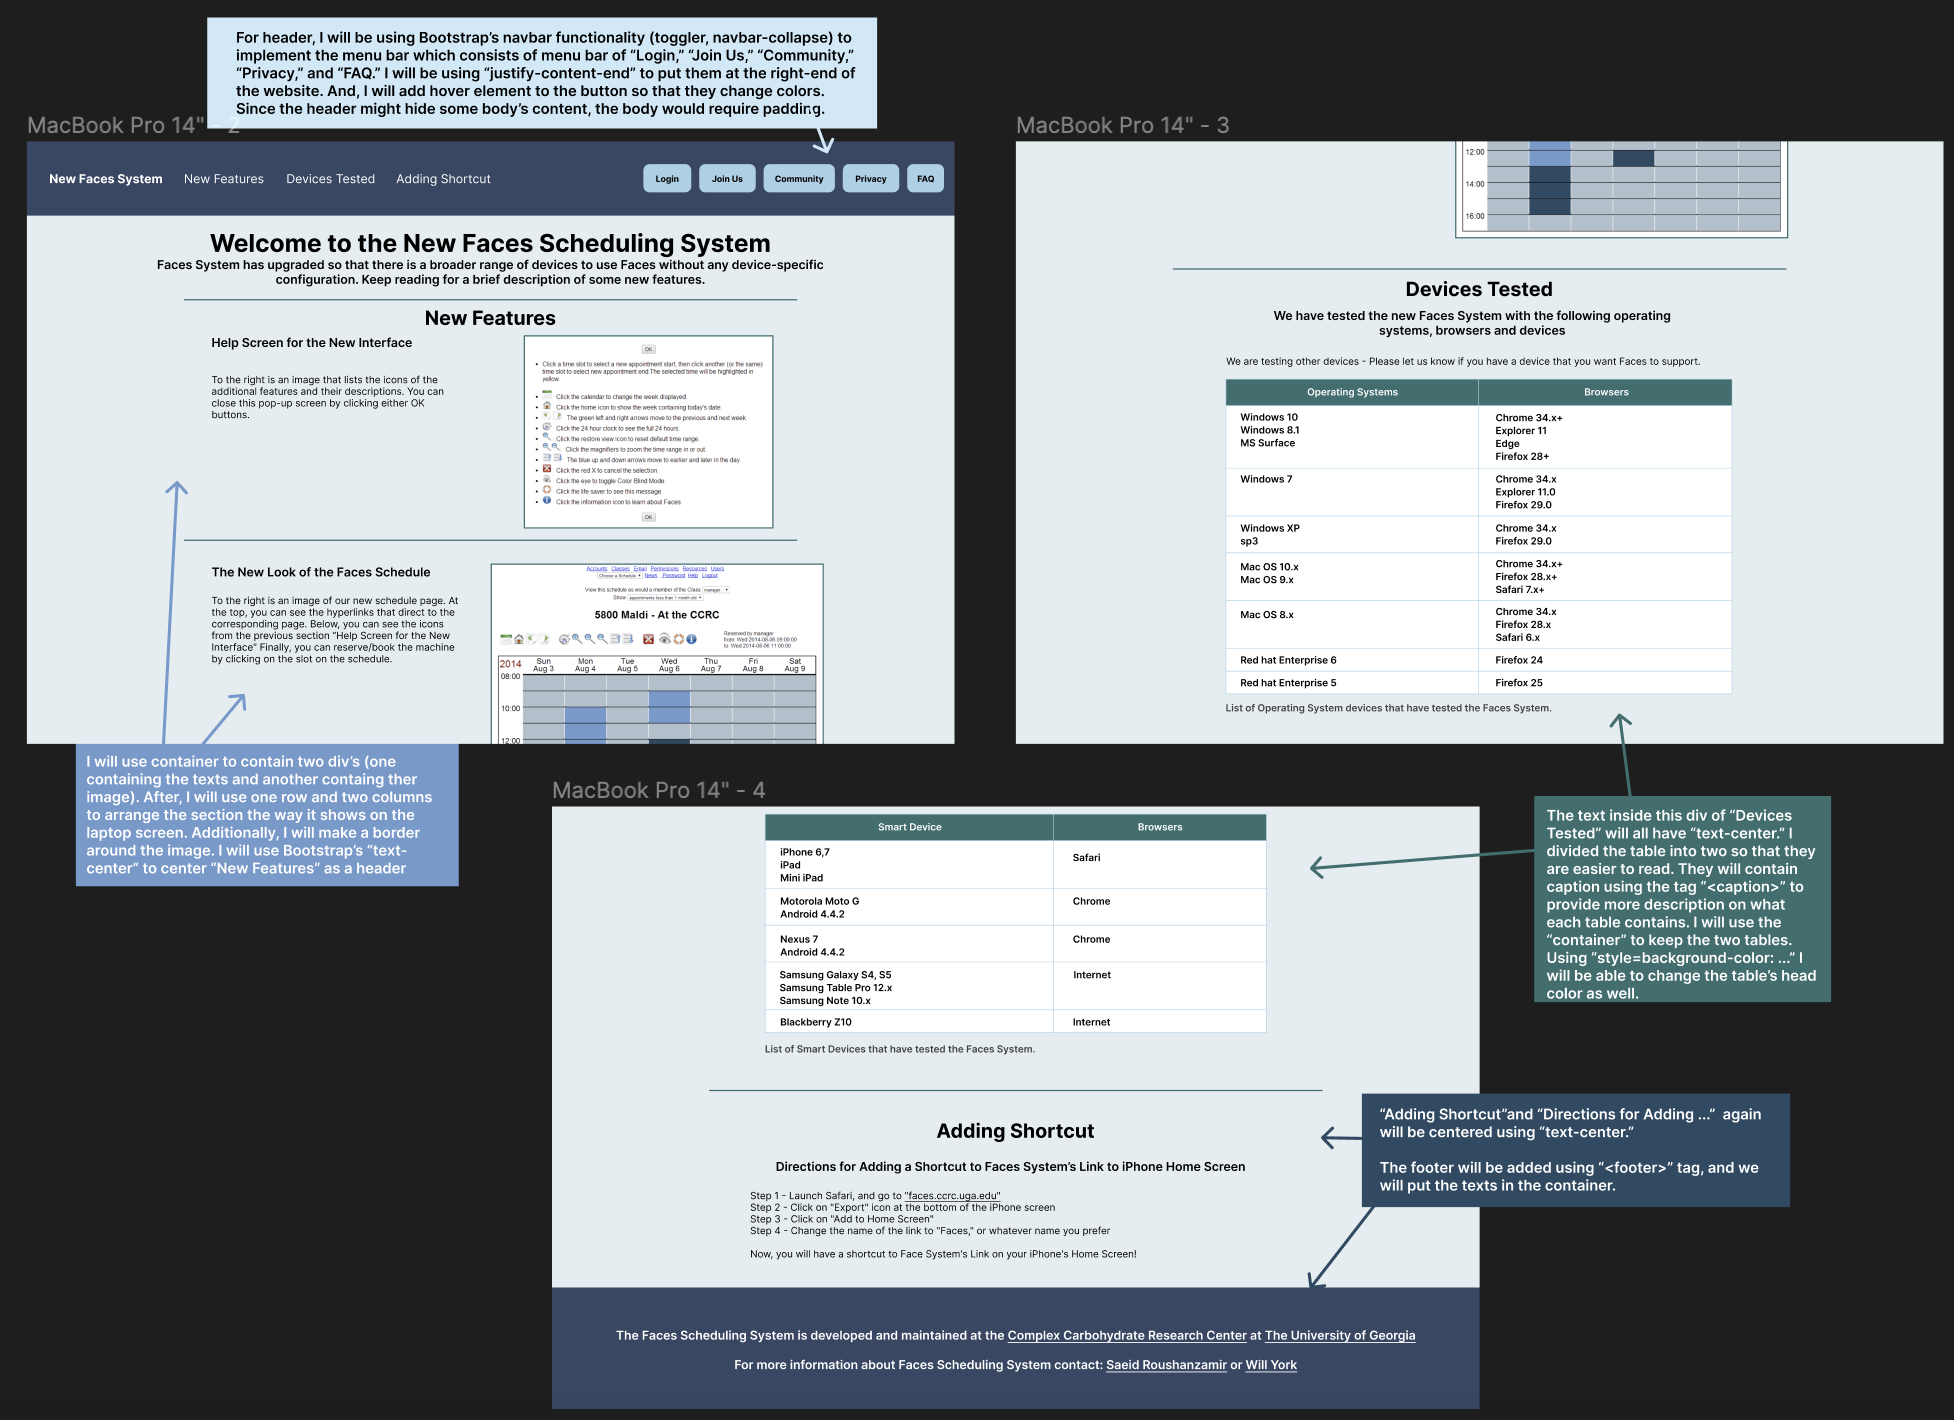 For header, I will be using Bootstrap's navbar functionality (toggler, navbar-collapse) to
implement the menu bar which consists of menu bar of “Login,” “Join Us,” “Community,”
“Privacy,” and “FAQ.” I will be using “justify-content-end” to put them at the right-end of
the website. And, I will add hover element to the button so that they change colors.
Since the header might hide some body's content, the body would require padding.
MacBook Pro 14" - 2
New Faces System New Features Devices Tested Adding Shortcut Login Join Us Community Privacy FAQ
Welcome to the New Faces Scheduling System
Faces System has upgraded so that there is a broader range of devices to use Faces without any device-specific
configuration. Keep reading for a brief description of some new features.
New Features
Help Screen for the New Interface
To the right is an image that lists the icons of the
additional features and their descriptions. You can
close this pop-up screen by clicking either OK
buttons.
OK
Click a time slot to select a new appointment start, then click another (or the same)
time slot to select new appointment end.The selected time will be highlighted in
yellow.
Click the calendar to change the week displayed.
Click the home icon to show the week containing today's date.
The green left and right arrows move to the previous and next week.
Click the 24 hour clock to see the full 24 hours.
Click the restore view icon to reset default time range.
Click the magnifiers to zoom the time range in or out.
The blue up and down arrows move to earlier and later in the day.
Click the red X to cancel the selection.
Click the eye to toggle Color Blind Mode.
Click the life saver to see this message.
Click the information icon to learn about Faces.
OK
The New Look of the Faces Schedule
To the right is an image of our new schedule page. At
the top, you can see the hyperlinks that direct to the
corresponding page. Below, you can see the icons
from the previous section “Help Screen for the New
Interface” Finally, you can reserve/book the machine
by clicking on the slot on the schedule.
Accounts Classes Email Permissions Resources Users
Choose a Schedule News Password Help Logout
View this schedule as would a member of the Class manager
Show appointments less than 1 month old
5800 Maldi - At the CCRC
Reserved by manager
from: Wed 2014-08-06 09:00:00
to: Wed 2014-08-06 11:00:00
2014 Sun Mon Tue Wed Thu Fri Sat
Aug 3 Aug 4 Aug 5 Aug 6 Aug 7 Aug 8 Aug 9
08:00
10:00
12:00
I will use container to contain two div's (one
containing the texts and another containg ther
image). After, I will use one row and two columns
to arrange the section the way it shows on the
laptop screen. Additionally, I will make a border
around the image. I will use Bootstrap's “text-
center” to center “New Features” as a header
MacBook Pro 14" - 3
12:00
14:00
16:00
Devices Tested
We have tested the new Faces System with the following operating
systems, browsers and devices
We are testing other devices - Please let us know if you have a device that you want Faces to support.
Operating Systems Browsers
Windows 10 Chrome 34.x+
Windows 8.1 Explorer 11
MS Surface Edge
Firefox 28+
Windows 7 Chrome 34.x
Explorer 11.0
Firefox 29.0
Windows XP Chrome 34.x
sp3 Firefox 29.0
Mac OS 10.x Chrome 34.x+
Mac OS 9.x Firefox 28.x+
Safari 7.x+
Mac OS 8.x Chrome 34.x
Firefox 28.x
Safari 6.x
Red hat Enterprise 6 Firefox 24
Red hat Enterprise 5 Firefox 25
List of Operating System devices that have tested the Faces System.
The text inside this div of “Devices
Tested” will all have “text-center.” I
divided the table into two so that they
are easier to read. They will contain
caption using the tag “<caption>” to
provide more description on what
each table contains. I will use the
“container” to keep the two tables.
Using “style=background-color: ...” I
will be able to change the table's head
color as well.
MacBook Pro 14" - 4
Smart Device Browsers
iPhone 6,7 Safari
iPad
Mini iPad
Motorola Moto G Chrome
Android 4.4.2
Nexus 7 Chrome
Android 4.4.2
Samsung Galaxy S4, S5 Internet
Samsung Table Pro 12.x
Samsung Note 10.x
Blackberry Z10 Internet
List of Smart Devices that have tested the Faces System.
Adding Shortcut
Directions for Adding a Shortcut to Faces System's Link to iPhone Home Screen
Step 1 - Launch Safari, and go to "faces.ccrc.uga.edu"
Step 2 - Click on "Export" icon at the bottom of the iPhone screen
Step 3 - Click on "Add to Home Screen"
Step 4 - Change the name of the link to "Faces," or whatever name you prefer
Now, you will have a shortcut to Face System's Link on your iPhone's Home Screen!
“Adding Shortcut”and “Directions for Adding ...” again
will be centered using “text-center.”
The footer will be added using “<footer>” tag, and we
will put the texts in the container.
The Faces Scheduling System is developed and maintained at the Complex Carbohydrate Research Center at The University of Georgia
For more information about Faces Scheduling System contact: Saeid Roushanzamir or Will York